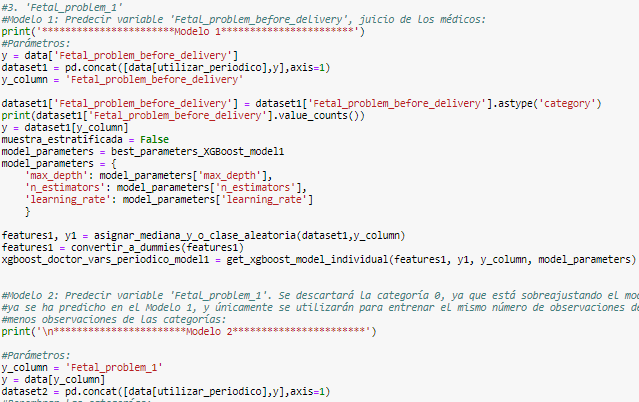 #3. 'Fetal_problem_1'
#Modelo 1: Predecir variable 'Fetal_problem_before_delivery', juicio de los médicos:
print('***********************Modelo 1***********************')
#Parámetros:
y = data['Fetal_problem_before_delivery']
dataset1 = pd.concat([data[utilizar_periodico],y],axis=1)
y_column = 'Fetal_problem_before_delivery'
dataset1['Fetal_problem_before_delivery'] = dataset1['Fetal_problem_before_delivery'].astype('category')
print(dataset1['Fetal_problem_before_delivery'].value_counts())
y = dataset1[y_column]
muestra_estratificada = False
model_parameters = best_parameters_XGBoost_model1
model_parameters = {
'max_depth': model_parameters['max_depth'],
'n_estimators': model_parameters['n_estimators'],
'learning_rate': model_parameters['learning_rate']
}
features1, y1 = asignar_mediana_y_o_clase_aleatoria(dataset1,y_column)
features1 = convertir_a_dummies(features1)
xgboost_doctor_vars_periodico_model1 = get_xgboost_model_individual(features1, y1, y_column, model_parameters)
#Modelo 2: Predecir variable 'Fetal_problem_1'. Se descartará la categoría 0, ya que está sobreajustando el mo
#ya se ha predicho en el Modelo 1, y únicamente se utilizarán para entrenar el mismo número de observaciones de
#menos observaciones de las categorías:
print('\n***********************Modelo 2***********************')
#Parámetros:
y_column = 'Fetal_problem_1'
y = data[y_column]
dataset2 = pd.concat([data[utilizar_periodico],y],axis=1)